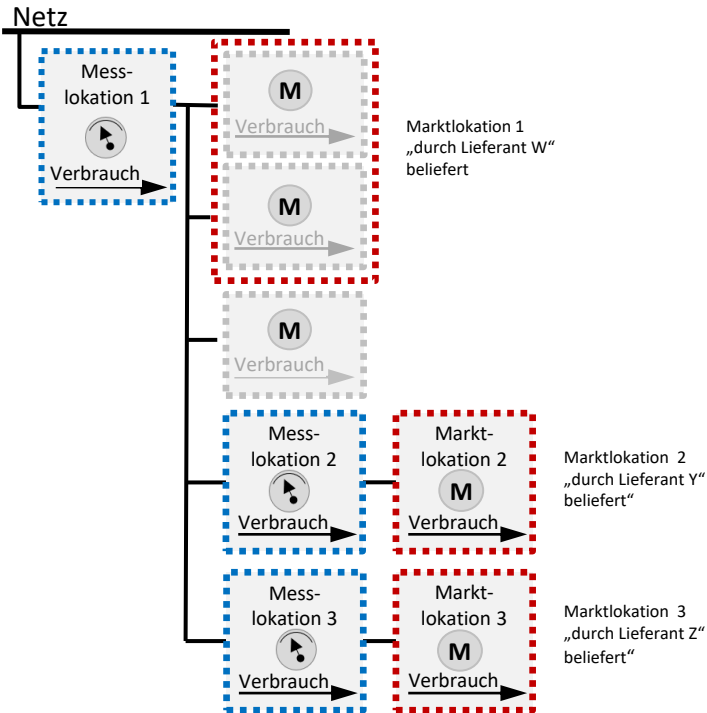 Netz
Mess-
lokation 1
Verbrauch
M
Verbrauch
M
Verbrauch
Marktlokation 1
„durch Lieferant W“
beliefert
M
Verbrauch
Mess-
lokation 2
Verbrauch
Markt-
lokation 2
M
Verbrauch
Marktlokation 2
„durch Lieferant Y“
beliefert“
Mess-
lokation 3
Verbrauch
Markt-
lokation 3
M
Verbrauch
Marktlokation 3
„durch Lieferant Z“
beliefert“